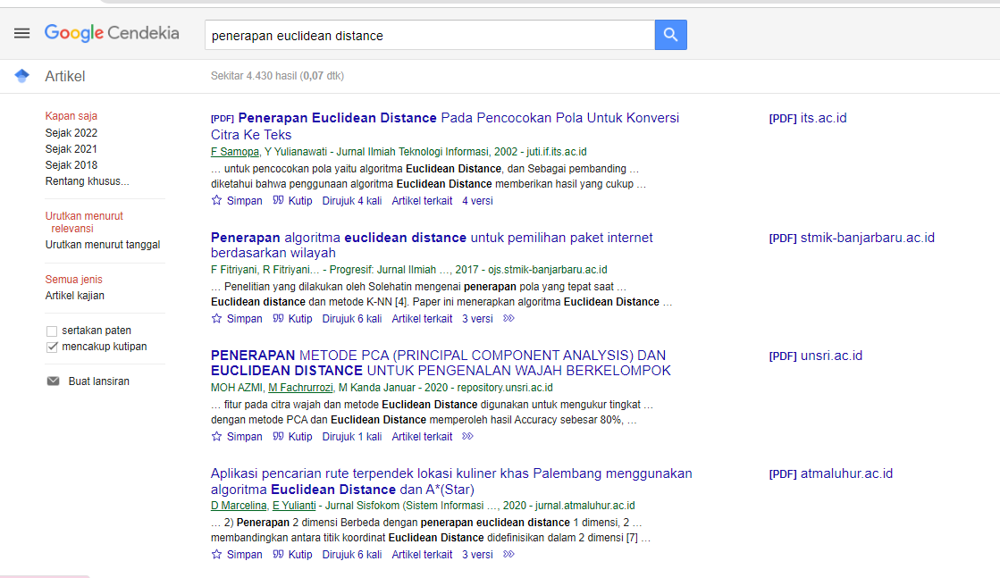 Google Cendekia
penerapan euclidean distance
Artikel
Sekitar 4.430 hasil (0,07 dtk)
Kapan saja
Sejak 2022
Sejak 2021
Sejak 2018
Rentang khusus...
Urutkan menurut
relevansi
Urutkan menurut tanggal
Semua jenis
Artikel kajian
sertakan paten
mencakup kutipan
Buat lansiran
[PDF] Penerapan Euclidean Distance Pada Pencocokan Pola Untuk Konversi
Citra Ke Teks
F Samopa, Y Yulianawati - Jurnal Ilmiah Teknologi Informasi, 2002 - juti.if.its.ac.id
… untuk pencocokan pola yaitu algoritma Euclidean Distance, dan Sebagai pembanding …
diketahui bahwa penggunaan algoritma Euclidean Distance memberikan hasil yang cukup …
Simpan Kutip Dirujuk 4 kali Artikel terkait 4 versi
[PDF] its.ac.id
Penerapan algoritma euclidean distance untuk pemilihan paket internet
berdasarkan wilayah
F Fitriyani, R Fitriyani… - Progresif: Jurnal Ilmiah …, 2017 - ojs.stmik-banjarbaru.ac.id
… Penelitian yang dilakukan oleh Solehatin mengenai penerapan pola yang tepat saat …
Euclidean distance dan metode K-NN [4]. Paper ini menerapkan algoritma Euclidean Distance …
Simpan Kutip Dirujuk 6 kali Artikel terkait 3 versi
[PDF] stmik-banjarbaru.ac.id
PENERAPAN METODE PCA (PRINCIPAL COMPONENT ANALYSIS) DAN
EUCLIDEAN DISTANCE UNTUK PENGENALAN WAJAH BERKELOMPOK
MOH AZMI, M Fachrurrozi, M Kanda Januar - 2020 - repository.unsri.ac.id
… fitur pada citra wajah dan metode Euclidean Distance digunakan untuk mengukur tingkat …
dengan metode PCA dan Euclidean Distance memperoleh hasil Accuracy sebesar 80%, …
Simpan Kutip Dirujuk 1 kali Artikel terkait
[PDF] unsri.ac.id
Aplikasi pencarian rute terpendek lokasi kuliner khas Palembang menggunakan
algoritma Euclidean Distance dan A*(Star)
D Marcelina, E Yulianti - Jurnal Sisfokom (Sistem Informasi …, 2020 - jurnal.atmaluhur.ac.id
… 2) Penerapan 2 dimensi Berbeda dengan penerapan euclidean distance 1 dimensi, 2 …
membandingkan antara titik koordinat Euclidean Distance didefinisikan dalam 2 dimensi [7] …
Simpan Kutip Dirujuk 6 kali Artikel terkait 3 versi
[PDF] atmaluhur.ac.id